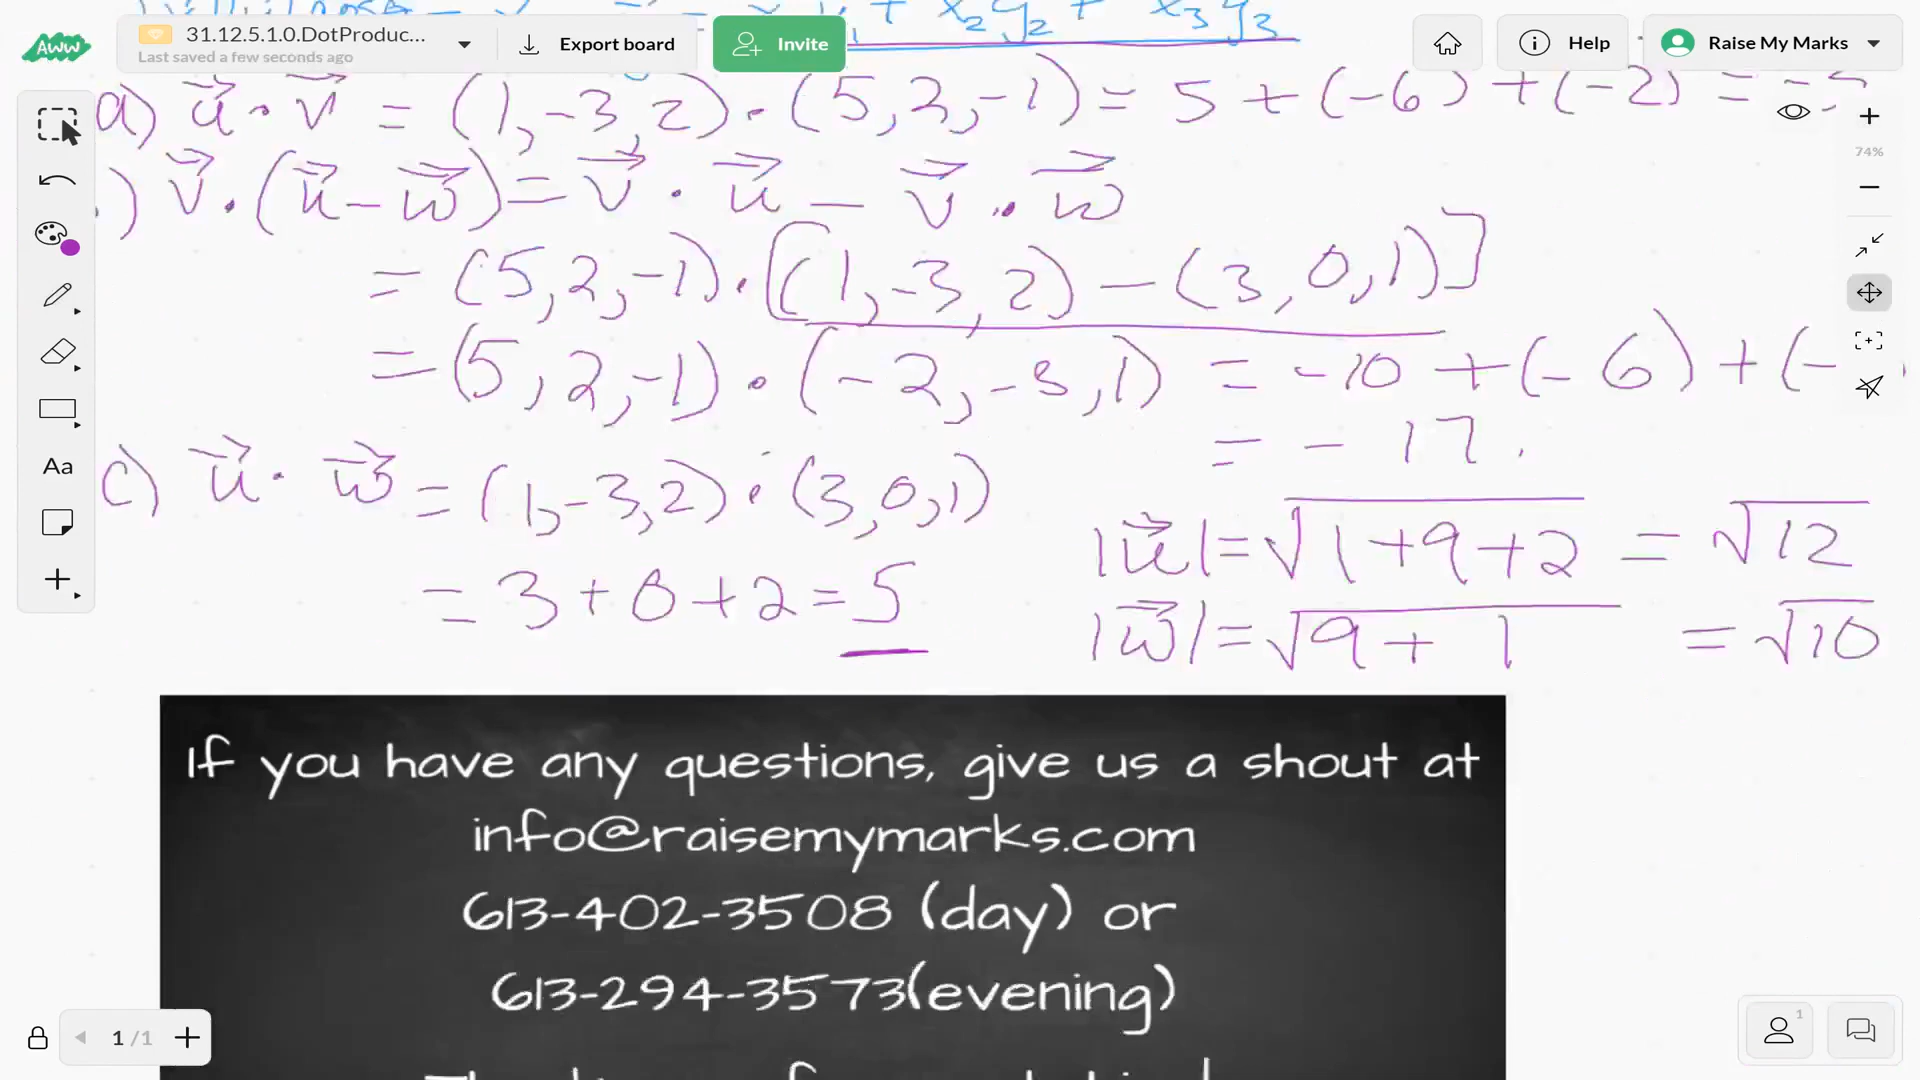 31.12.5.1.0.DotProduc...
Last saved a few seconds ago
Export board
Invite
Help
Raise My Marks
x₂y₂ + x₃y₃
a) u⃗ · v⃗ = (1, -3, 2) · (5, 2, -1) = 5 + (-6) + (-2) =
) v⃗ · (u⃗ - w⃗) = v⃗ · u⃗ - v⃗ · w⃗
= (5, 2, -1) · [(1, -3, 2) - (3, 0, 1)]
= (5, 2, -1) · (-2, -3, 1) = -10 + (-6) + (-
= -17.
c) u⃗ · w⃗ = (1, -3, 2) · (3, 0, 1)
= 3 + 0 + 2 = 5
|u⃗| = √1+9+2 = √12
|w⃗| = √9 + 1 = √10
If you have any questions, give us a shout at
info@raisemymarks.com
613-402-3508 (day) or
613-294-3573(evening)
74%
Aa
1 /1
1